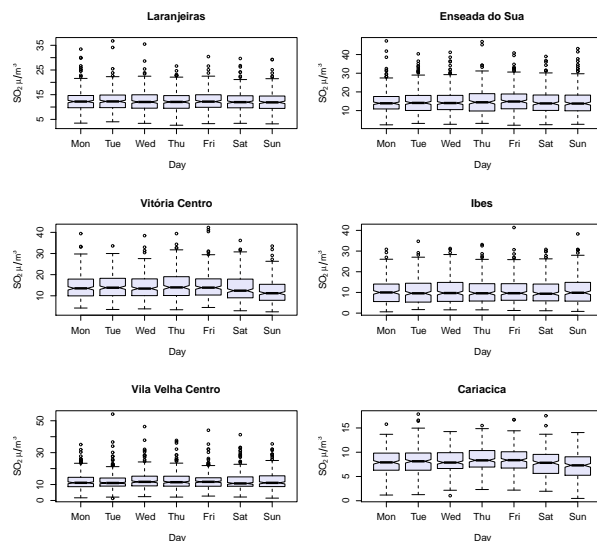 Laranjeiras
SO₂ μ/m³
5 15 25 35
Mon Tue Wed Thu Fri Sat Sun
Day
Enseada do Sua
SO₂ μ/m³
10 20 30 40
Mon Tue Wed Thu Fri Sat Sun
Day
Vitória Centro
SO₂ μ/m³
10 20 30 40
Mon Tue Wed Thu Fri Sat Sun
Day
Ibes
SO₂ μ/m³
0 10 20 30 40
Mon Tue Wed Thu Fri Sat Sun
Day
Vila Velha Centro
SO₂ μ/m³
0 10 30 50
Mon Tue Wed Thu Fri Sat Sun
Day
Cariacica
SO₂ μ/m³
0 5 10 15
Mon Tue Wed Thu Fri Sat Sun
Day